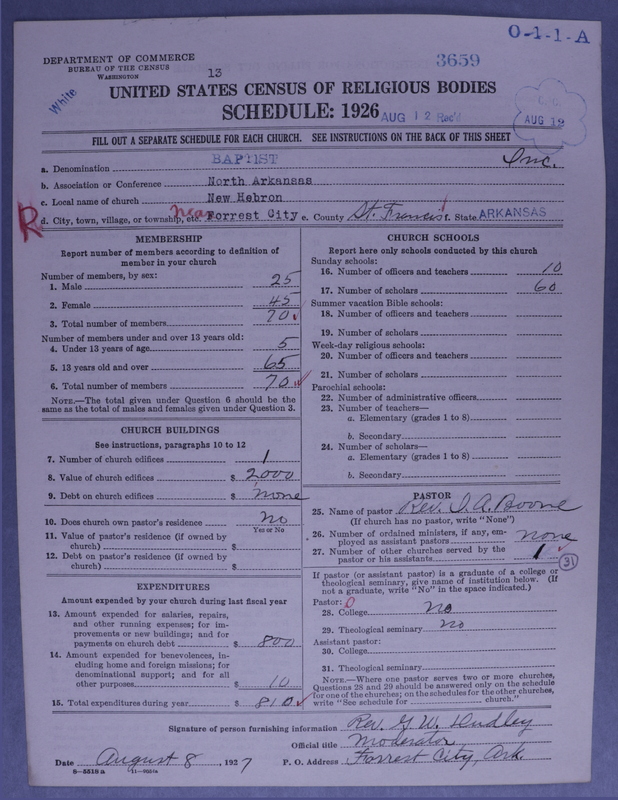 O-1-1-A
DEPARTMENT OF COMMERCE
BUREAU OF THE CENSUS
WASHINGTON
3659
13
White
UNITED STATES CENSUS OF RELIGIOUS BODIES
SCHEDULE: 1926
AUG 12 Rec'd
AUG 19
FILL OUT A SEPARATE SCHEDULE FOR EACH CHURCH. SEE INSTRUCTIONS ON THE BACK OF THIS SHEET
a. Denomination BAPTIST Inc.
b. Association or Conference North Arkansas
c. Local name of church New Hebron
R d. City, town, village, or township, etc. near Forrest City e. County St. Francis f. State ARKANSAS
MEMBERSHIP
Report number of members according to definition of
member in your church
Number of members, by sex:
1. Male 25
2. Female 45
3. Total number of members 70
Number of members under and over 13 years old:
4. Under 13 years of age 5
5. 13 years old and over 65
6. Total number of members 70
NOTE.—The total given under Question 6 should be the
same as the total of males and females given under Question 3.
CHURCH BUILDINGS
See instructions, paragraphs 10 to 12
7. Number of church edifices 1
8. Value of church edifices $ 2,000
9. Debt on church edifices $ none
10. Does church own pastor's residence no
Yes or No
11. Value of pastor's residence (if owned by
church) $
12. Debt on pastor's residence (if owned by
church) $
EXPENDITURES
Amount expended by your church during last fiscal year
13. Amount expended for salaries, repairs,
and other running expenses; for im-
provements or new buildings; and for
payments on church debt $ 800
14. Amount expended for benevolences, in-
cluding home and foreign missions; for
denominational support; and for all
other purposes $ 10
15. Total expenditures during year $ 810
CHURCH SCHOOLS
Report here only schools conducted by this church
Sunday schools:
16. Number of officers and teachers 10
17. Number of scholars 60
Summer vacation Bible schools:
18. Number of officers and teachers
19. Number of scholars
Week-day religious schools:
20. Number of officers and teachers
21. Number of scholars
Parochial schools:
22. Number of administrative officers
23. Number of teachers—
a. Elementary (grades 1 to 8)
b. Secondary
24. Number of scholars—
a. Elementary (grades 1 to 8)
b. Secondary
PASTOR
25. Name of pastor Rev. I. A. Boone
(If church has no pastor, write "None")
26. Number of ordained ministers, if any, em-
ployed as assistant pastors none
27. Number of other churches served by the
pastor or his assistants 1
31
If pastor (or assistant pastor) is a graduate of a college or
theological seminary, give name of institution below. (If
not a graduate, write "No" in the space indicated.)
Pastor: 0
28. College no
29. Theological seminary no
Assistant pastor:
30. College
31. Theological seminary
NOTE.—Where one pastor serves two or more churches,
Questions 28 and 29 should be answered only on the schedule
for one of the churches; on the schedules for the other churches,
write "See schedule for church."
Signature of person furnishing information Rev. G. W. Dudley
Official title Moderator
Date August 8, 1927 P. O. Address Forrest City, Ark.
8-5518 a